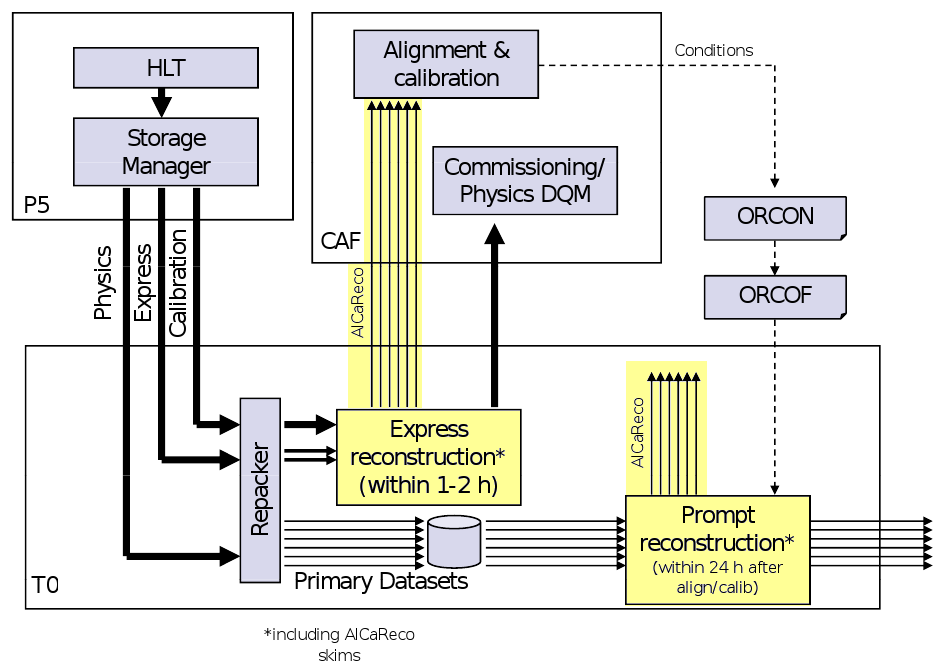 HLT
Storage
Manager
P5
Physics
Express
Calibration
Alignment &
calibration
Commissioning/
Physics DQM
CAF
AlCaReco
Conditions
ORCON
ORCOF
Repacker
Express
reconstruction*
(within 1-2 h)
AlCaReco
Prompt
reconstruction*
(within 24 h after
align/calib)
Primary Datasets
T0
*including AlCaReco
skims